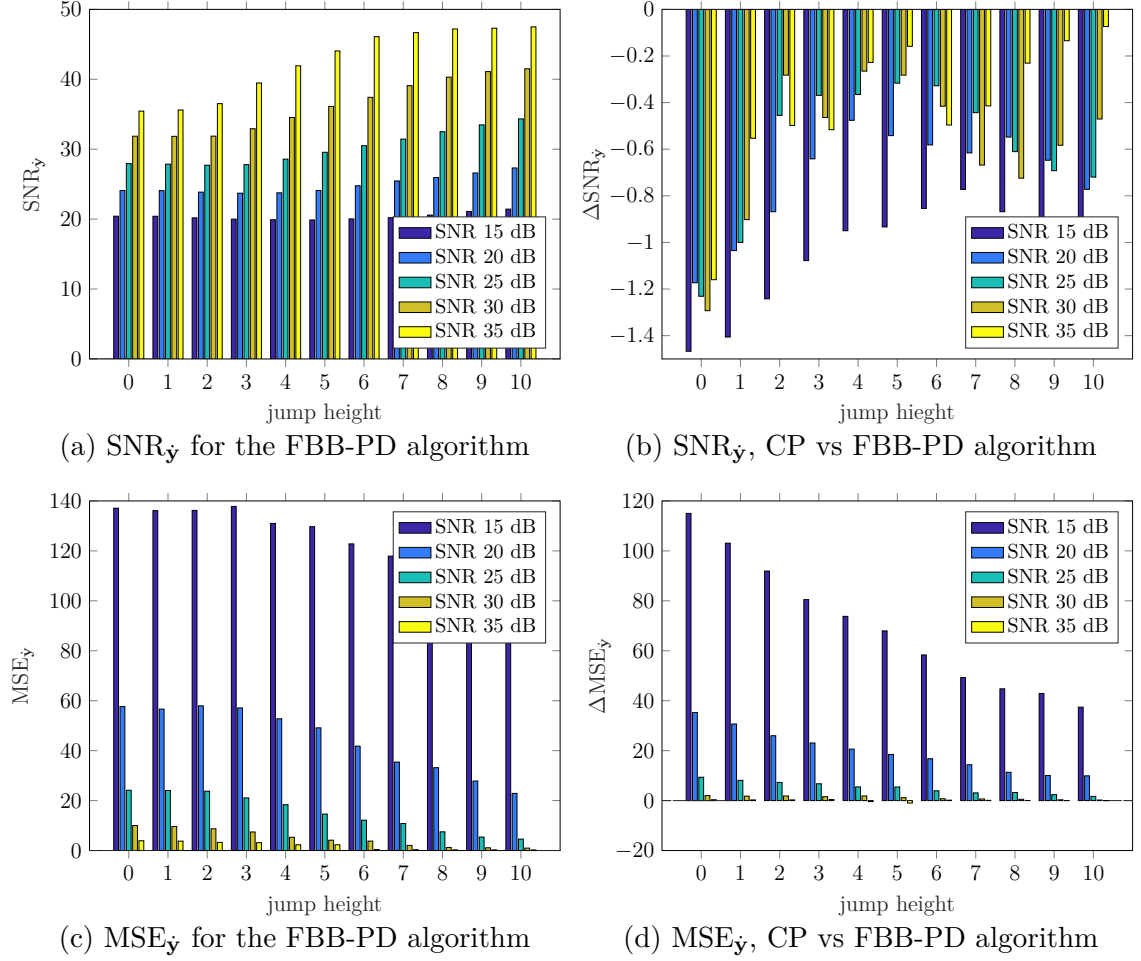 50
40
30
20
10
0
SNRẏ
0 1 2 3 4 5 6 7 8 9 10
jump height
SNR 15 dB
SNR 20 dB
SNR 25 dB
SNR 30 dB
SNR 35 dB
(a) SNRẏ for the FBB-PD algorithm
0
−0.2
−0.4
−0.6
−0.8
−1
−1.2
−1.4
ΔSNRẏ
0 1 2 3 4 5 6 7 8 9 10
jump hieght
SNR 15 dB
SNR 20 dB
SNR 25 dB
SNR 30 dB
SNR 35 dB
(b) SNRẏ, CP vs FBB-PD algorithm
140
120
100
80
60
40
20
0
MSEẏ
0 1 2 3 4 5 6 7 8 9 10
jump height
SNR 15 dB
SNR 20 dB
SNR 25 dB
SNR 30 dB
SNR 35 dB
(c) MSEẏ for the FBB-PD algorithm
120
100
80
60
40
20
0
−20
ΔMSEẏ
0 1 2 3 4 5 6 7 8 9 10
jump height
SNR 15 dB
SNR 20 dB
SNR 25 dB
SNR 30 dB
SNR 35 dB
(d) MSEẏ, CP vs FBB-PD algorithm